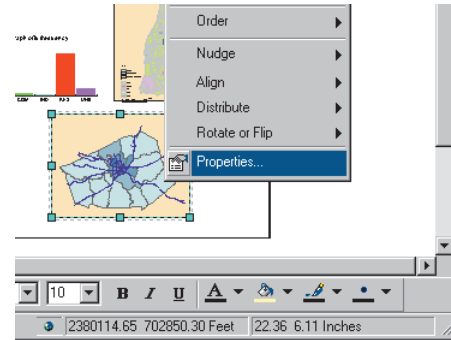 Order
Nudge
Align
Distribute
Rotate or Flip
Properties...
10 B I U A
2380114.65 702850.30 Feet 22.36 6.11 Inches